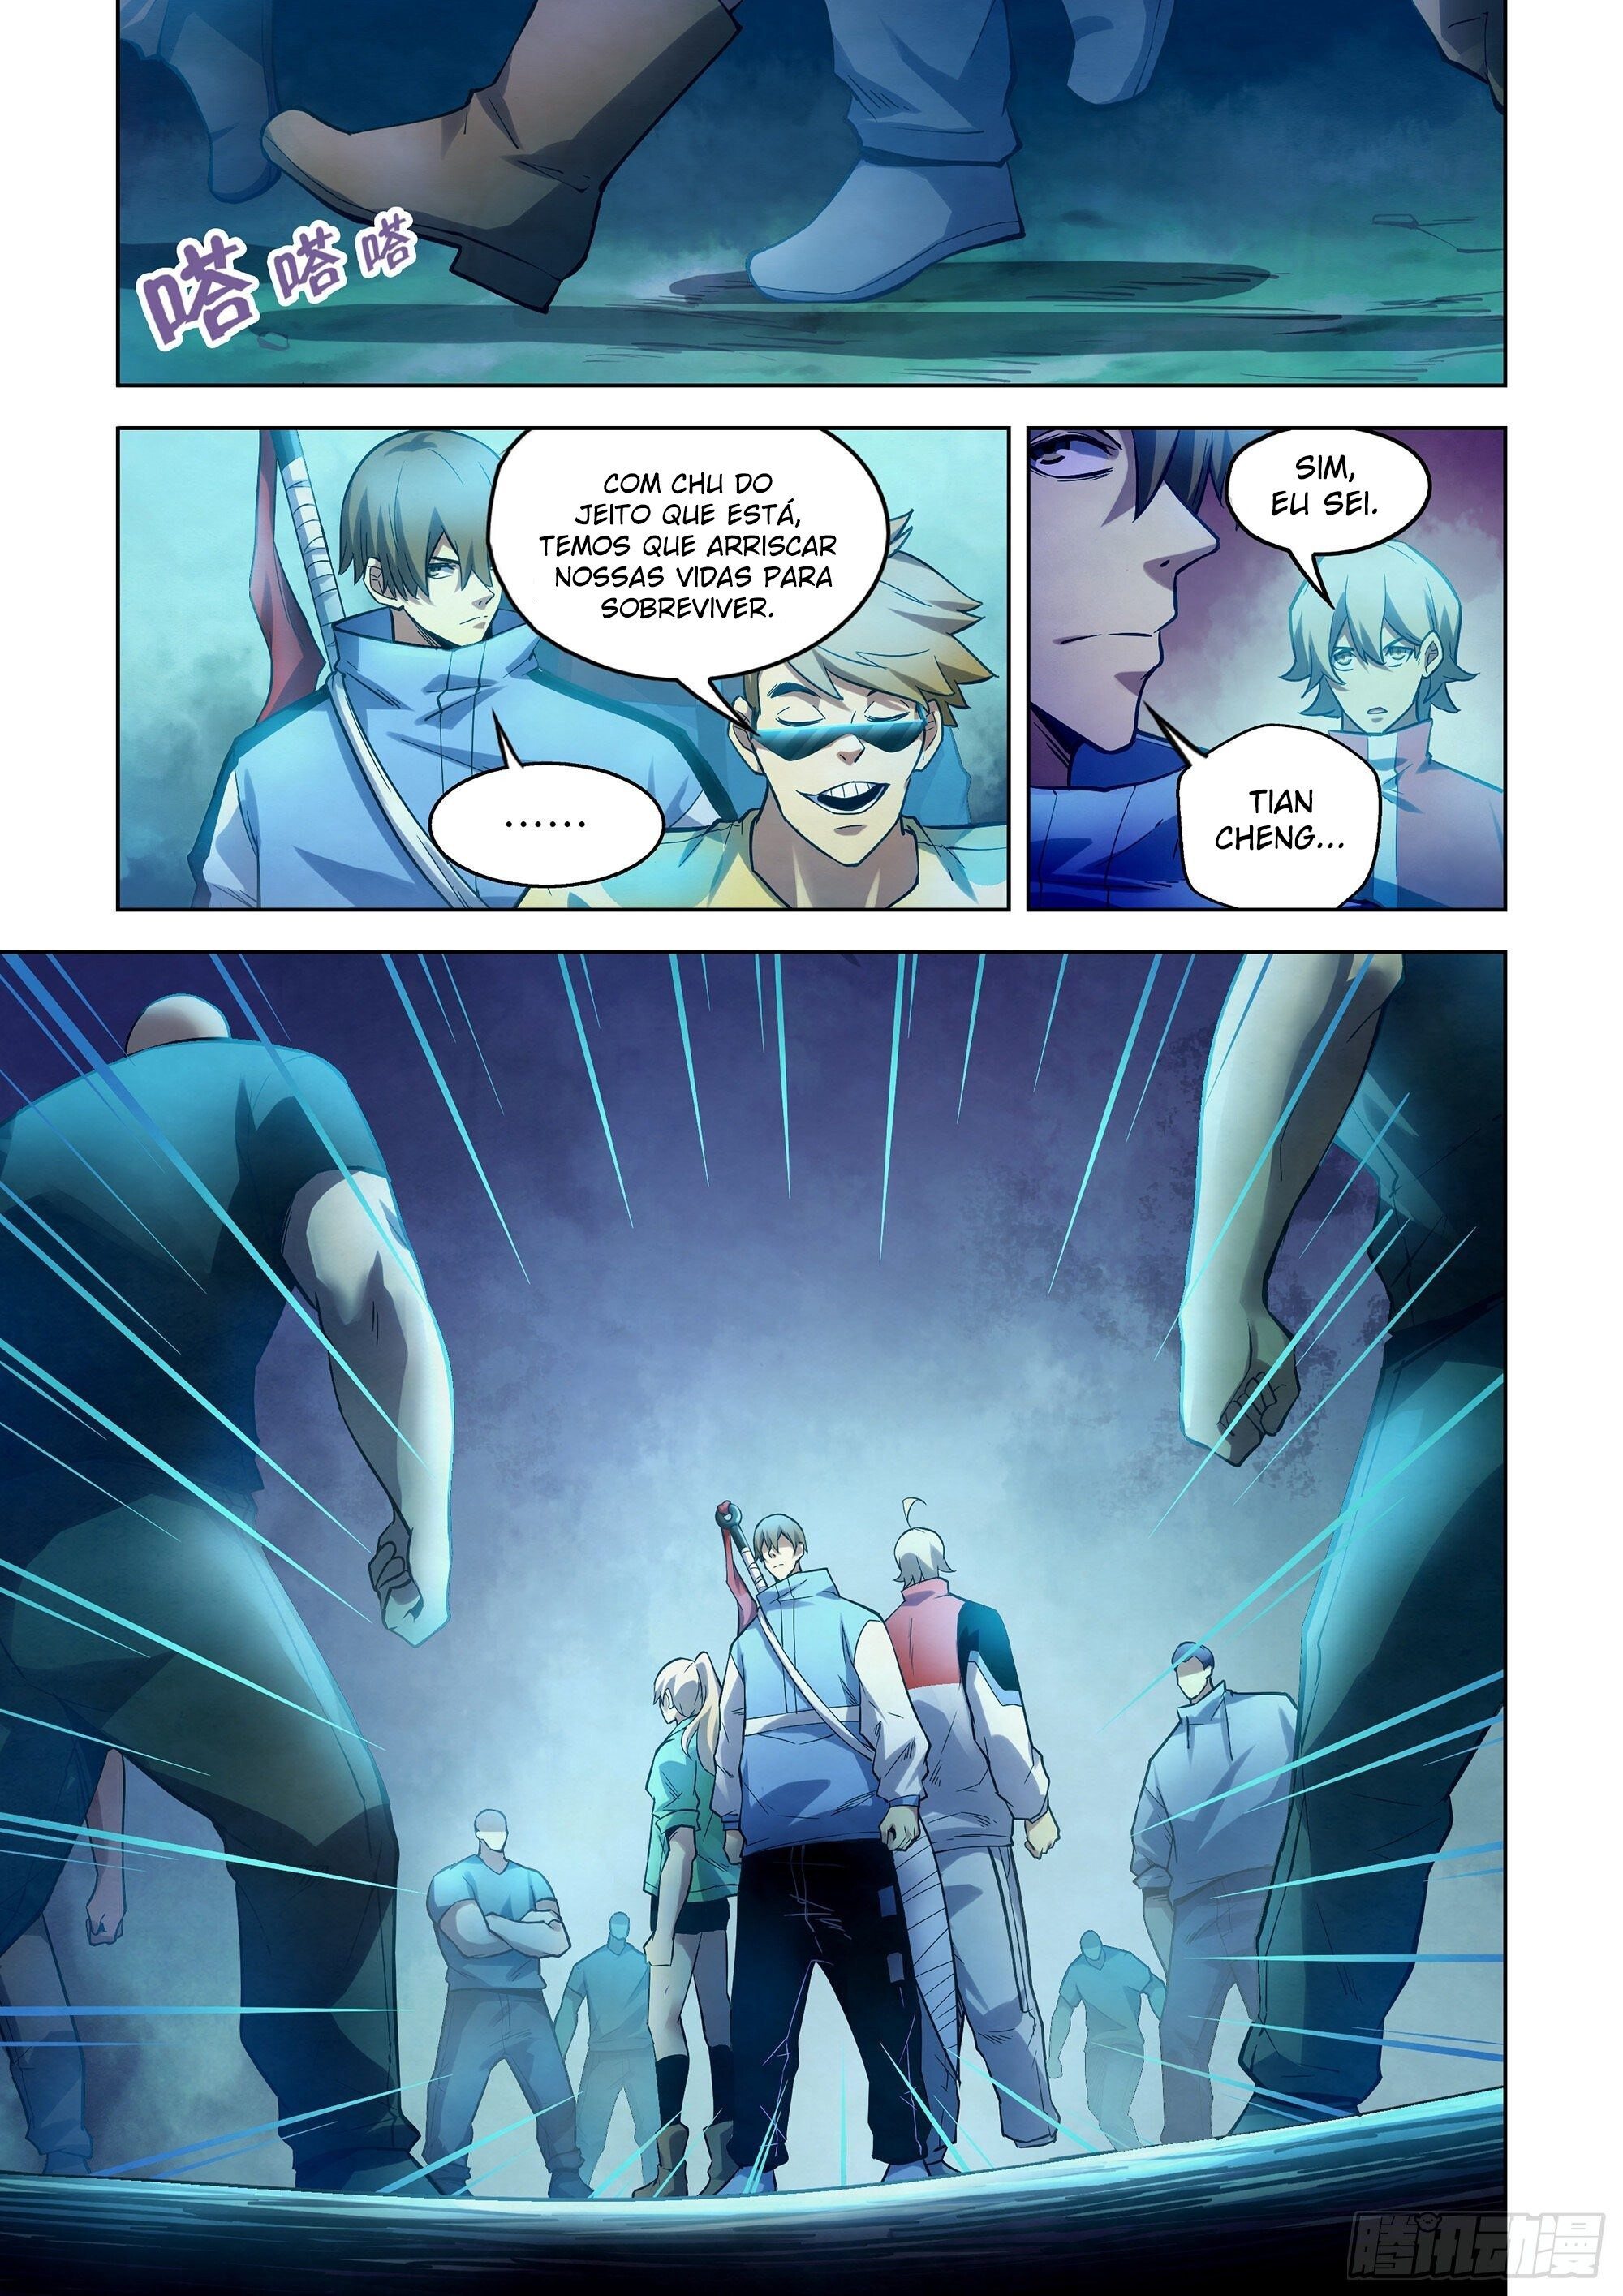 嗒 嗒 嗒
COM CHU DO
JEITO QUE ESTÁ,
TEMOS QUE ARRISCAR
NOSSAS VIDAS PARA
SOBREVIVER.
......
SIM,
EU SEI.
TIAN
CHENG...
腾讯动漫